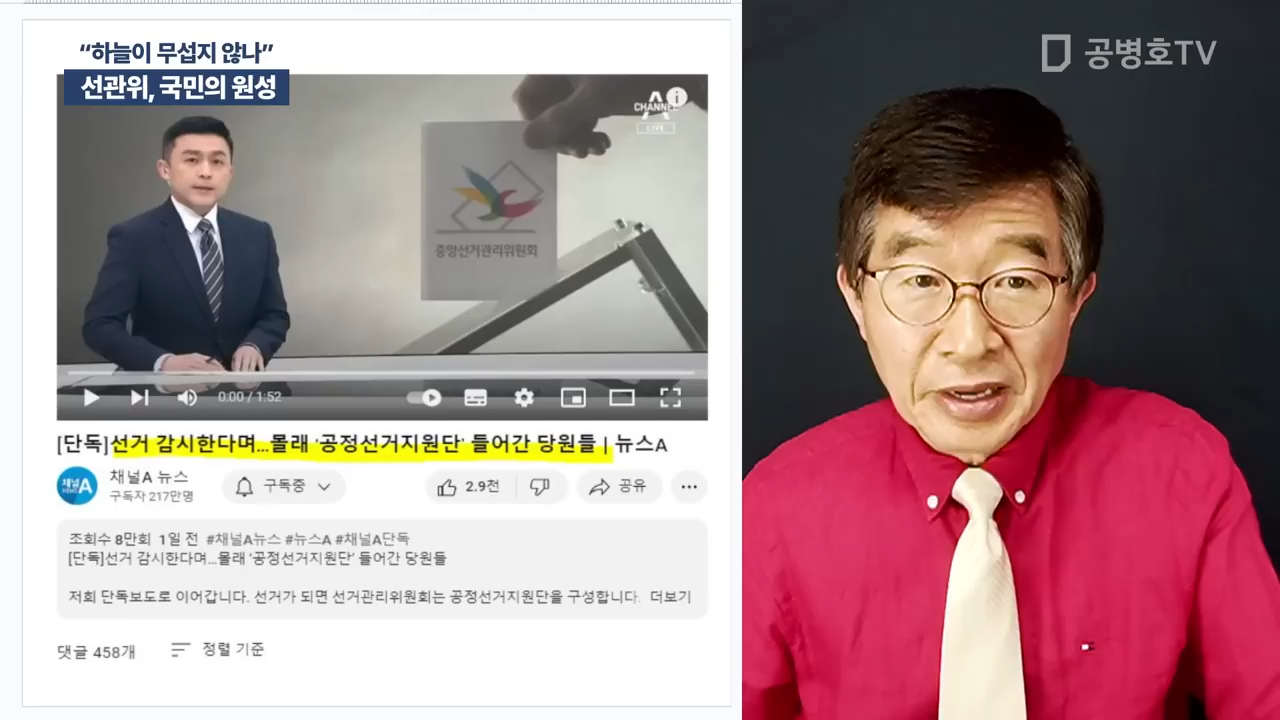 “하늘이 무섭지 않나”
선관위, 국민의 원성
공병호TV
CHANNEL
LIVE
중앙선거관리위원회
0:00 / 1:52
[단독]선거 감시한다며...몰래 ‘공정선거지원단’ 들어간 당원들 | 뉴스A
채널A 뉴스
구독자 217만명
구독중
2.9천
공유
조회수 8만회 1일 전 #채널A뉴스 #뉴스A #채널A단독
[단독]선거 감시한다며...몰래 ‘공정선거지원단’ 들어간 당원들
저희 단독보도로 이어갑니다. 선거가 되면 선거관리위원회는 공정선거지원단을 구성합니다. 더보기
댓글 458개
정렬 기준